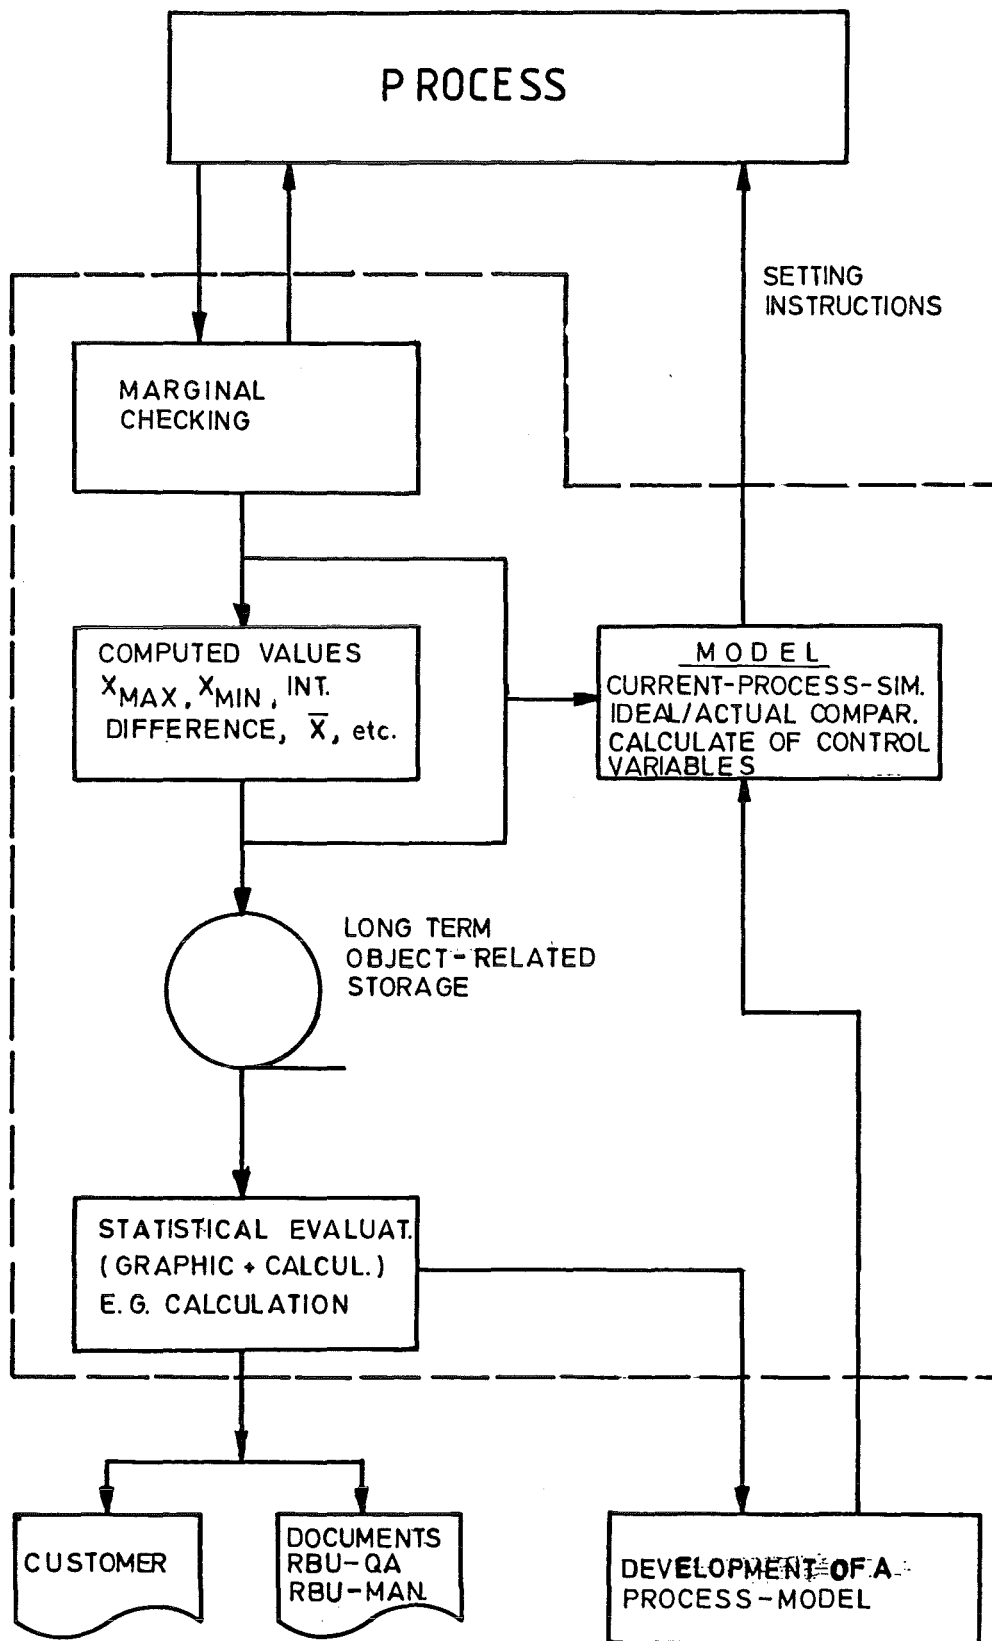 PROCESS
SETTING
INSTRUCTIONS
MARGINAL
CHECKING
COMPUTED VALUES
XMAX, XMIN, INT.
DIFFERENCE, X̅, etc.
MODEL
CURRENT-PROCESS-SIM.
IDEAL/ACTUAL COMPAR.
CALCULATE OF CONTROL
VARIABLES
LONG TERM
OBJECT-RELATED
STORAGE
STATISTICAL EVALUAT.
(GRAPHIC + CALCUL.)
E.G. CALCULATION
CUSTOMER
DOCUMENTS
RBU-QA
RBU-MAN.
DEVELOPMENT OF A
PROCESS-MODEL